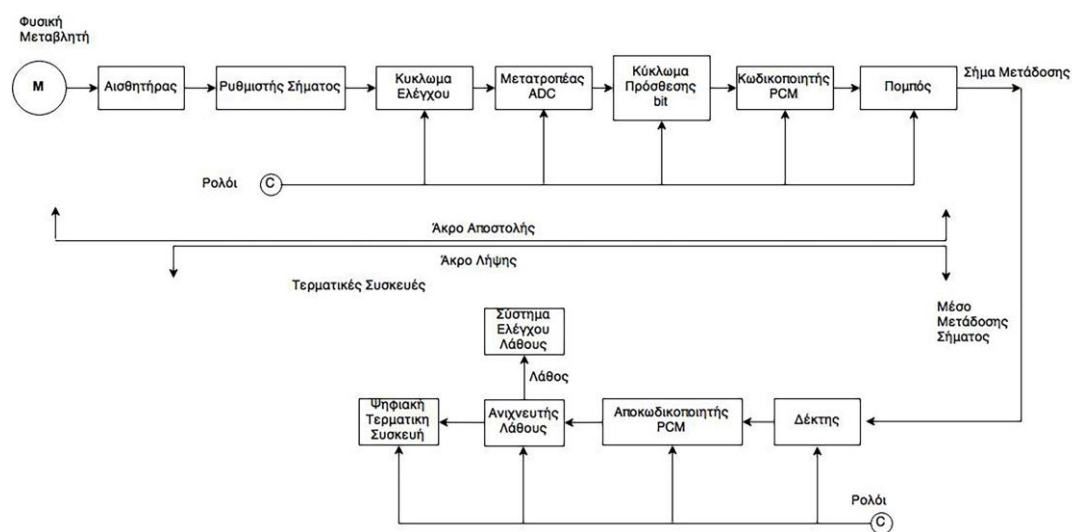 Φυσική
Μεταβλητή
Μ
Αισθητήρας
Ρυθμιστής Σήματος
Κυκλωμα
Ελέγχου
Μετατροπέας
ADC
Κύκλωμα
Πρόσθεσης
bit
Κωδικοποιητής
PCM
Πομπός
Σήμα Μετάδοσης
Ρολόι
C
Άκρο Αποστολής
Άκρο Λήψης
Τερματικές Συσκευές
Μέσο
Μετάδοσης
Σήματος
Σύστημα
Ελέγχου
Λάθους
Λάθος
Ψηφιακή
Τερματικη
Συσκευή
Ανιχνευτής
Λάθους
Αποκωδικοποιητής
PCM
Δέκτης
Ρολόι
C